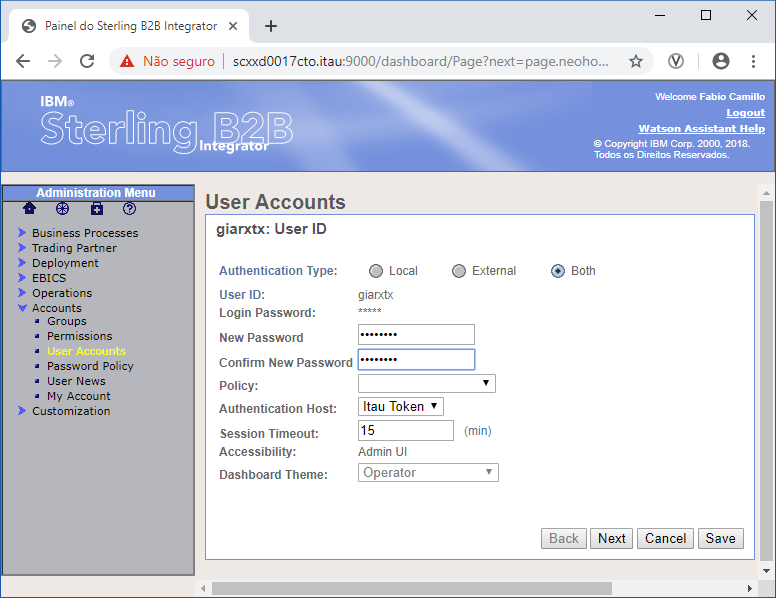 Painel do Sterling B2B Integrator
Não seguro
scxxd0017cto.itau:9000/dashboard/Page?next=page.neoho...
IBM®
Sterling B2B
Integrator
Welcome Fabio Camillo
Logout
Watson Assistant Help
© Copyright IBM Corp. 2000, 2018.
Todos os Direitos Reservados.
Administration Menu
Business Processes
Trading Partner
Deployment
EBICS
Operations
Accounts
Groups
Permissions
User Accounts
Password Policy
User News
My Account
Customization
User Accounts
giarxtx: User ID
Authentication Type: Local External Both
User ID: giarxtx
Login Password: *****
New Password ••••••••
Confirm New Password ••••••••
Policy:
Authentication Host: Itau Token
Session Timeout: 15 (min)
Accessibility: Admin UI
Dashboard Theme: Operator
Back Next Cancel Save